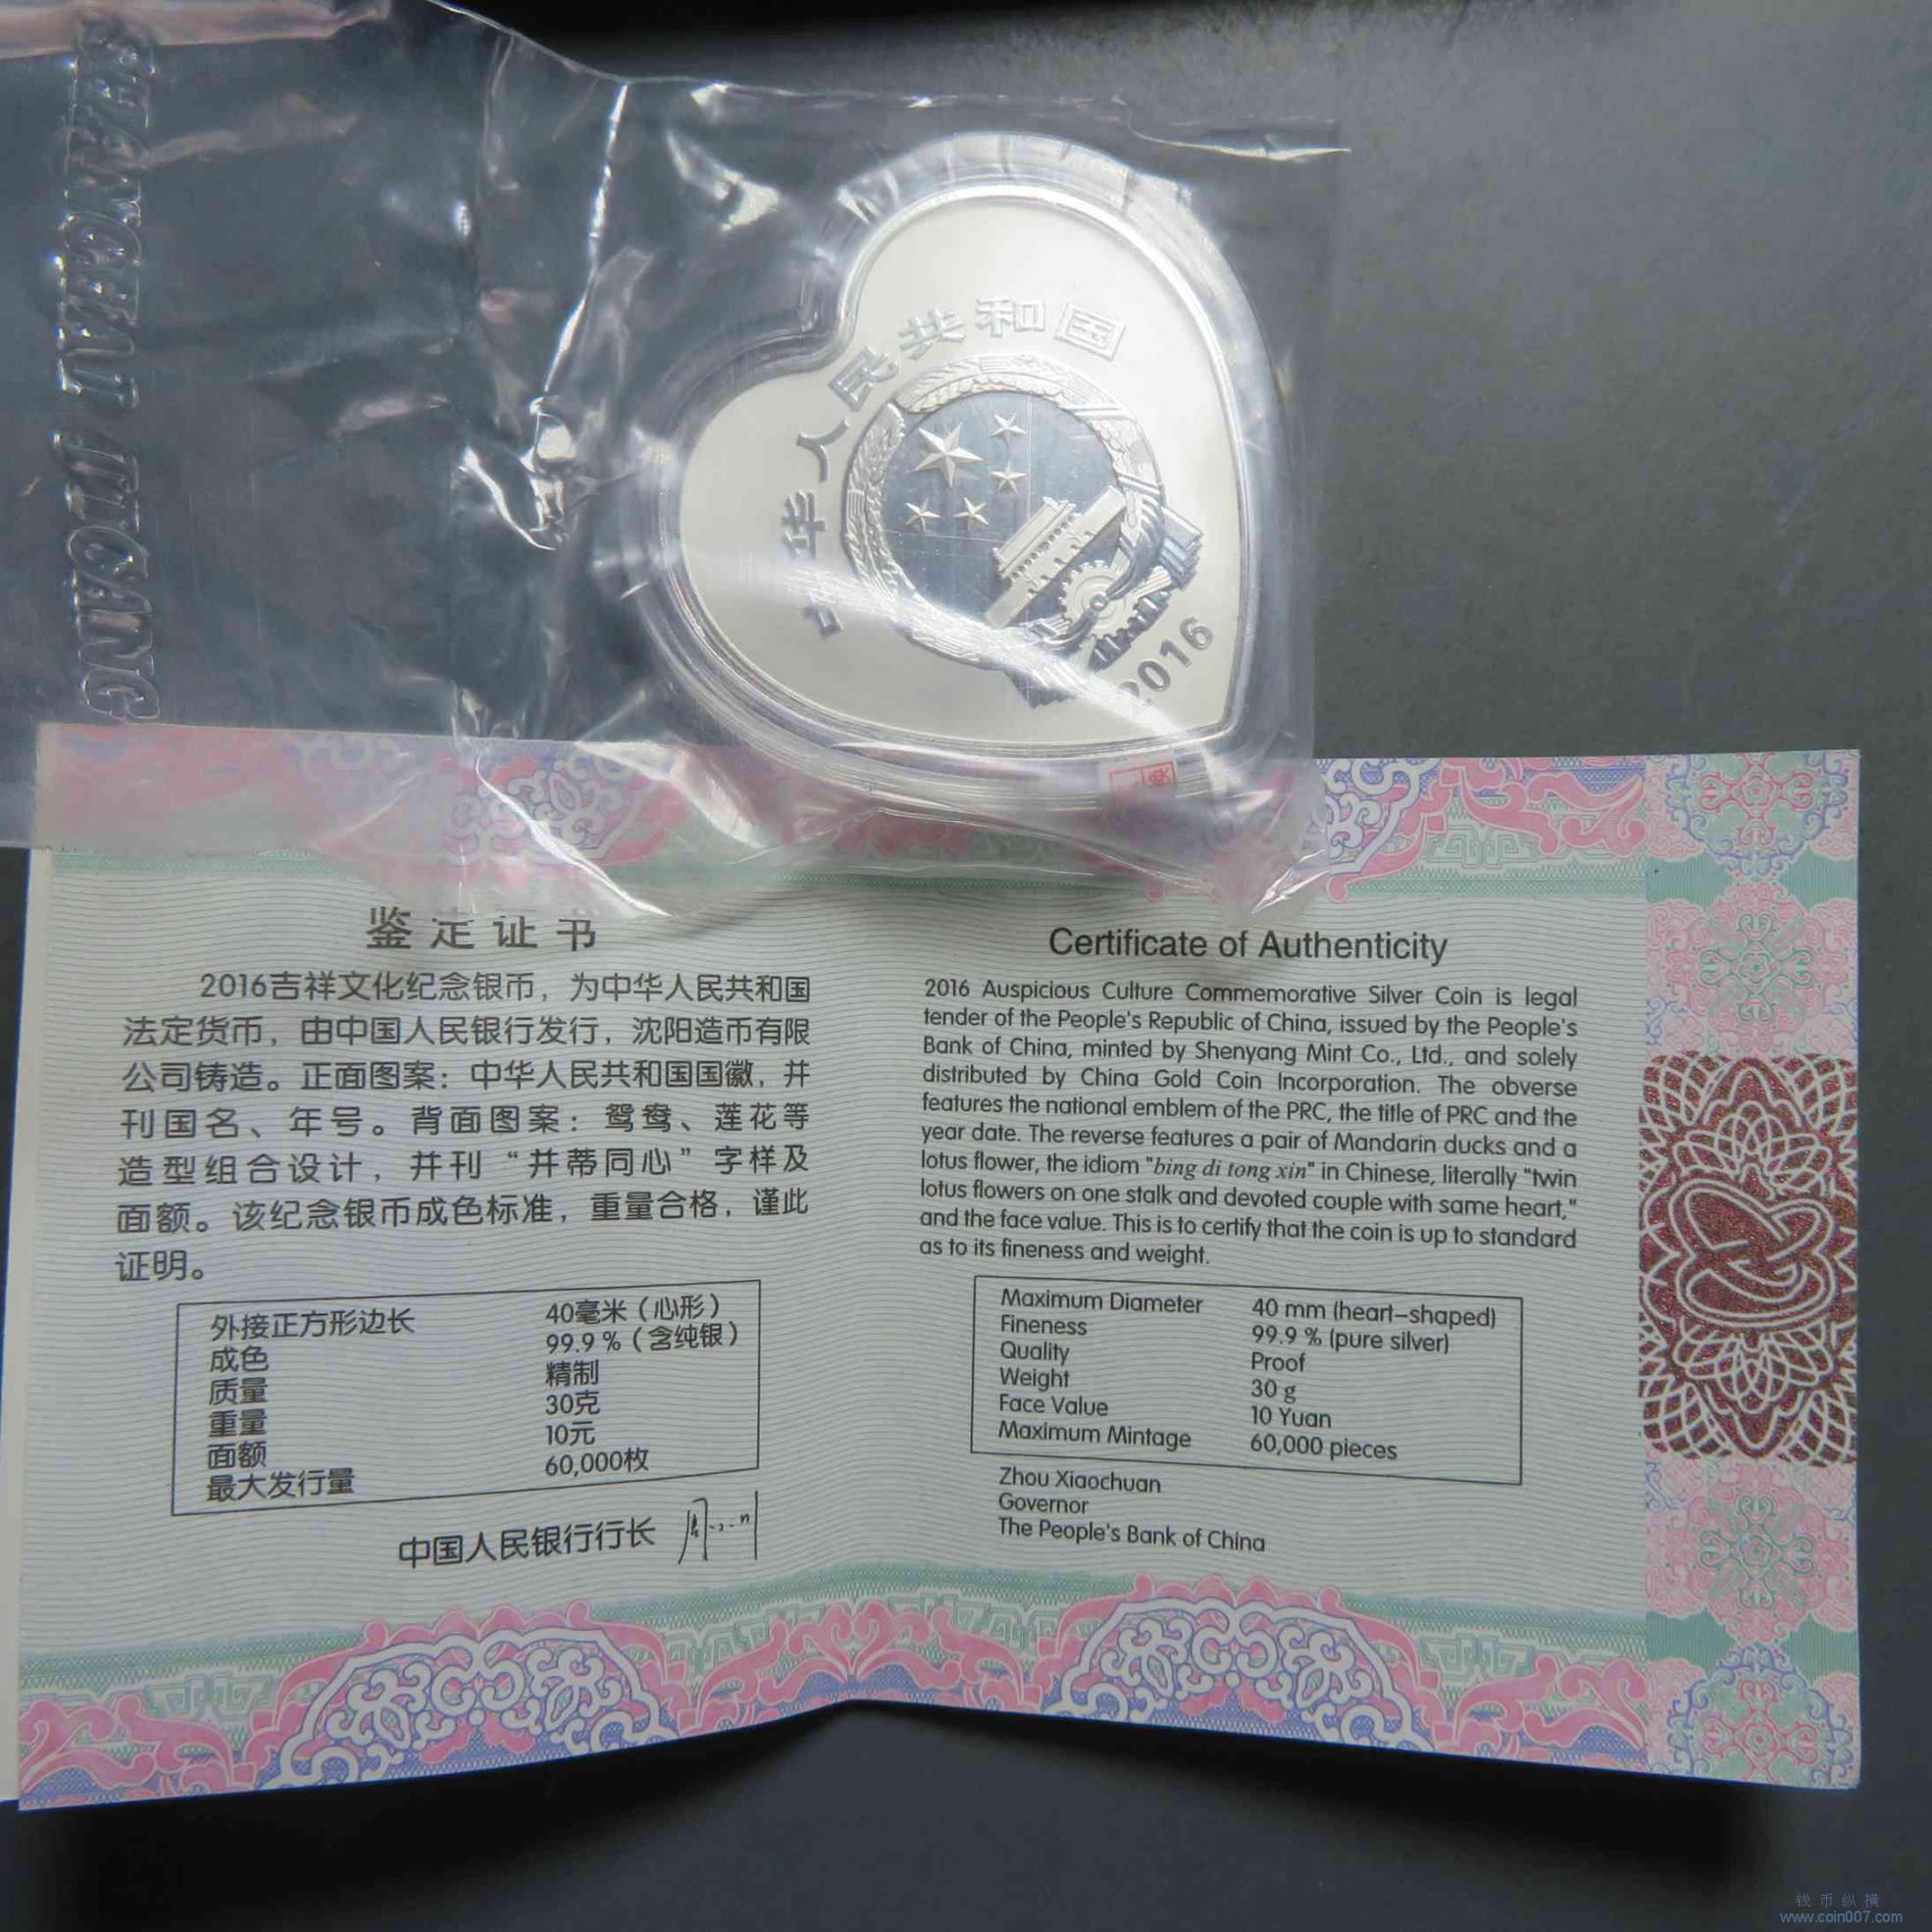 SHANGHAI JICANG
中华人民共和国
2016
鉴定证书
2016吉祥文化纪念银币，为中华人民共和国
法定货币，由中国人民银行发行，沈阳造币有限
公司铸造。正面图案：中华人民共和国国徽，并
刊国名、年号。背面图案：鸳鸯、莲花等
造型组合设计，并刊“并蒂同心”字样及
面额。该纪念银币成色标准，重量合格，谨此
证明。
外接正方形边长 40毫米（心形）
成色 99.9％（含纯银）
质量 精制
重量 30克
面额 10元
最大发行量 60,000枚
中国人民银行行长
Certificate of Authenticity
2016 Auspicious Culture Commemorative Silver Coin is legal
tender of the People's Republic of China, issued by the People's
Bank of China, minted by Shenyang Mint Co., Ltd., and solely
distributed by China Gold Coin Incorporation. The obverse
features the national emblem of the PRC, the title of PRC and the
year date. The reverse features a pair of Mandarin ducks and a
lotus flower, the idiom "bing di tong xin" in Chinese, literally "twin
lotus flowers on one stalk and devoted couple with same heart,"
and the face value. This is to certify that the coin is up to standard
as to its fineness and weight.
Maximum Diameter 40 mm (heart-shaped)
Fineness 99.9 % (pure silver)
Quality Proof
Weight 30 g
Face Value 10 Yuan
Maximum Mintage 60,000 pieces
Zhou Xiaochuan
Governor
The People's Bank of China
钱币纵横
www.coin007.com